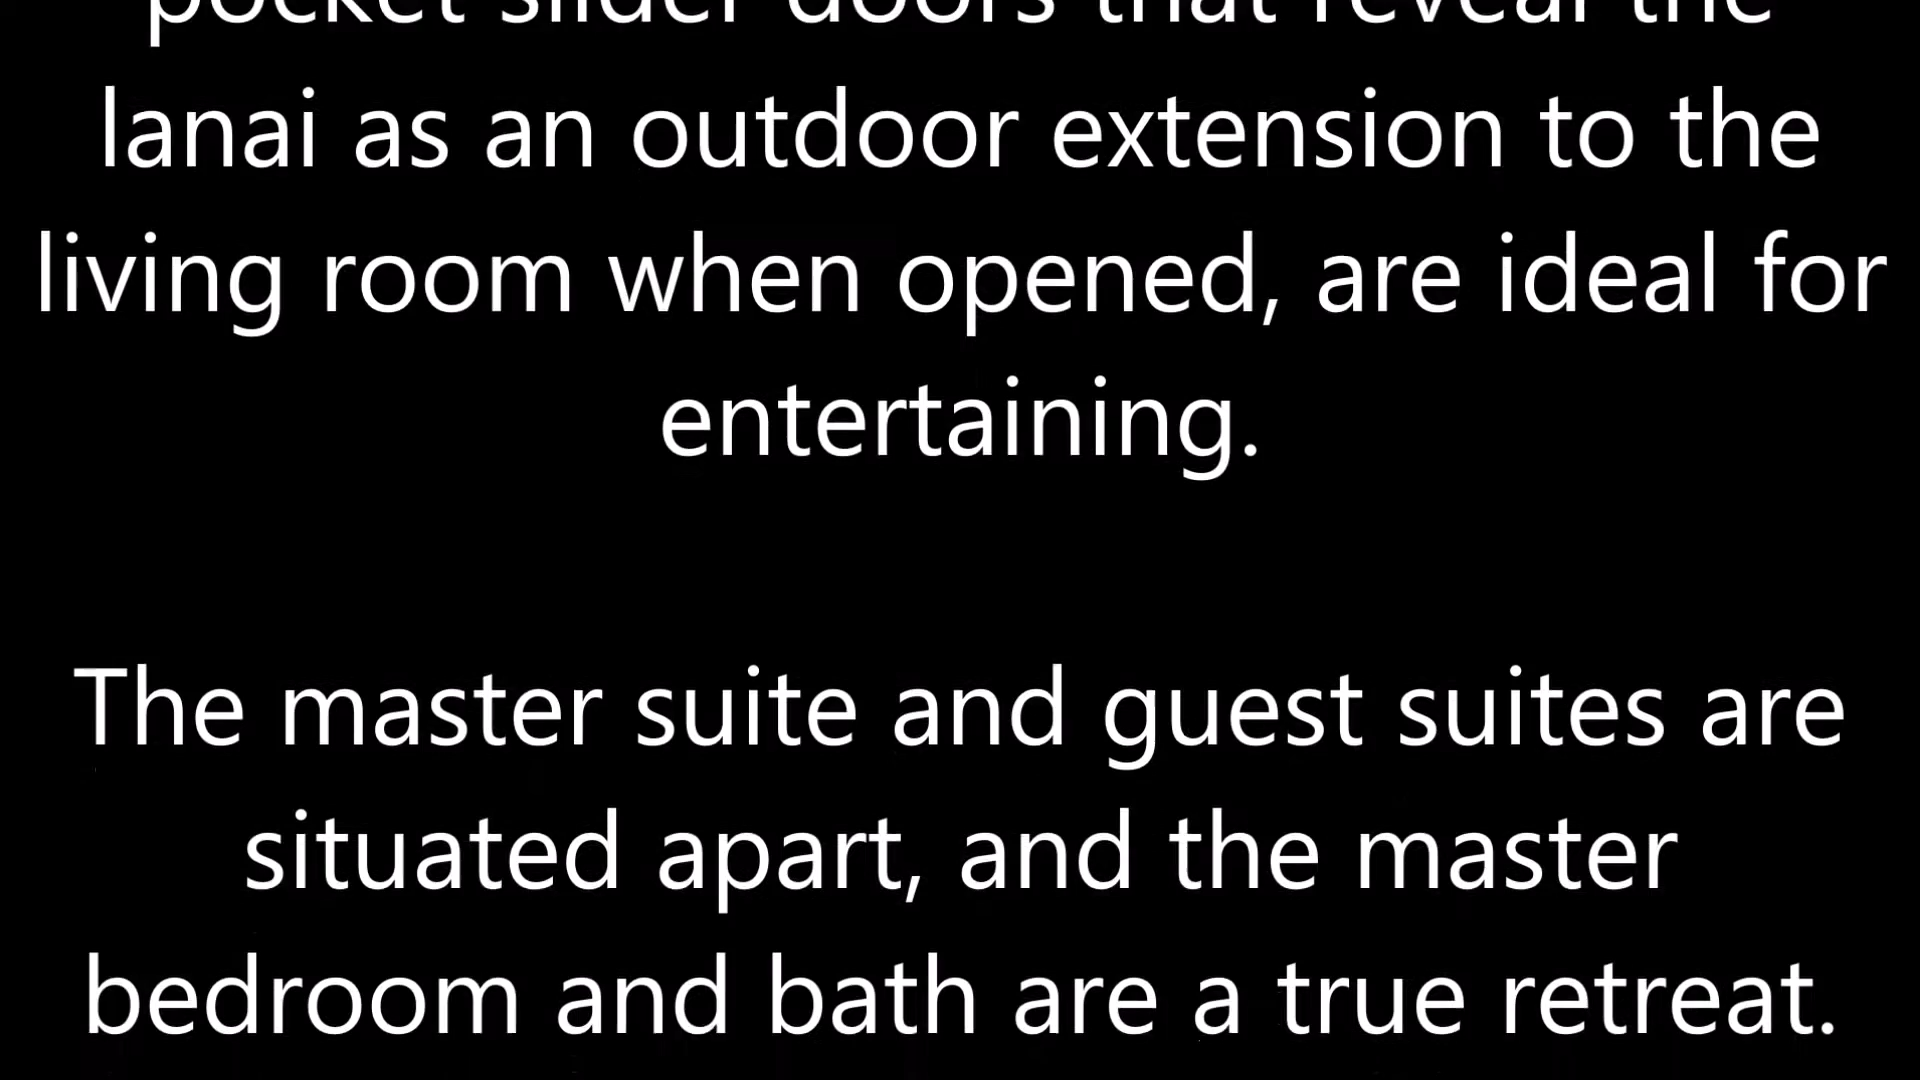 pocket slider doors that reveal the
lanai as an outdoor extension to the
living room when opened, are ideal for
entertaining.
The master suite and guest suites are
situated apart, and the master
bedroom and bath are a true retreat.